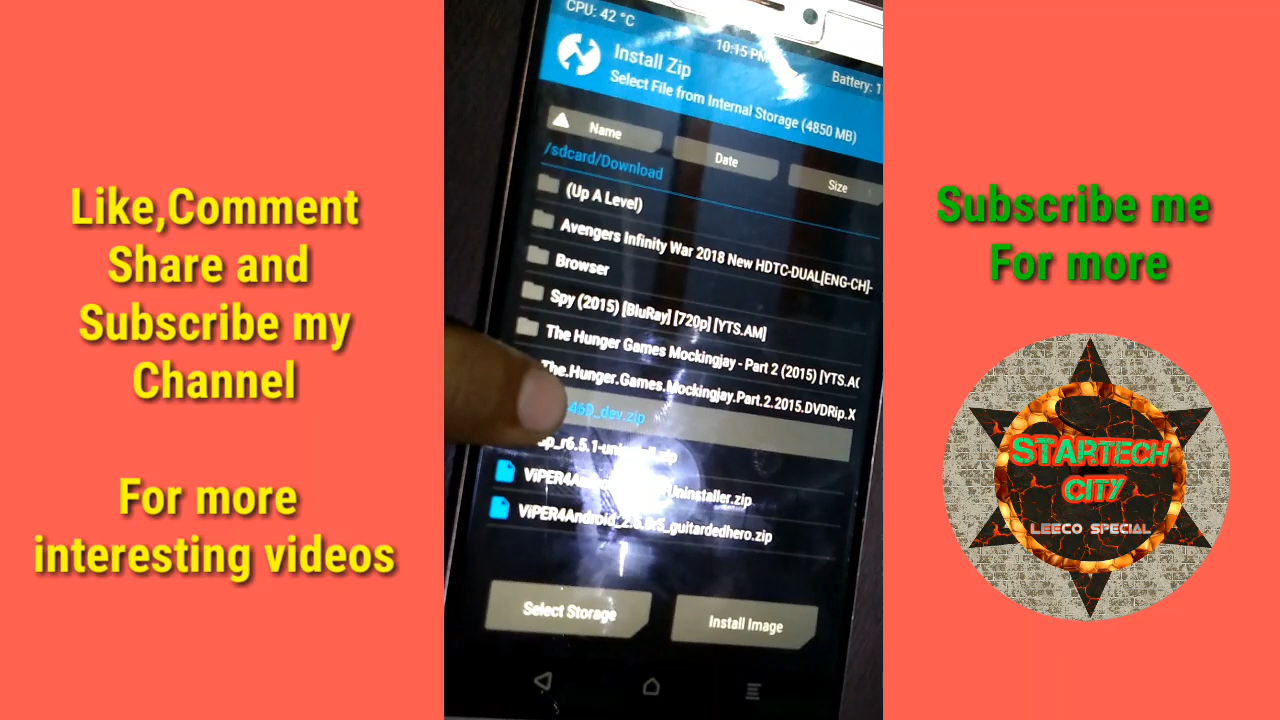 Like,Comment
Share and
Subscribe my
Channel
For more
interesting videos
CPU: 42 °C
10:15 PM
Battery: 1
Install Zip
Select File from Internal Storage (4850 MB)
Name
Date
Size
/sdcard/Download
(Up A Level)
Avengers Infinity War 2018 New HDTC-DUAL[ENG-CH]-
Browser
Spy (2015) [BluRay] [720p] [YTS.AM]
The Hunger Games Mockingjay - Part 2 (2015) [YTS.AG
The.Hunger.Games.Mockingjay.Part.2.2015.DVDRip.X
46D_dev.zip
ViPER4Android_2.5.0.5_guitardedhero.zip
Select Storage
Install Image
Subscribe me
For more
STARTECH
CITY
LEECO SPECIAL